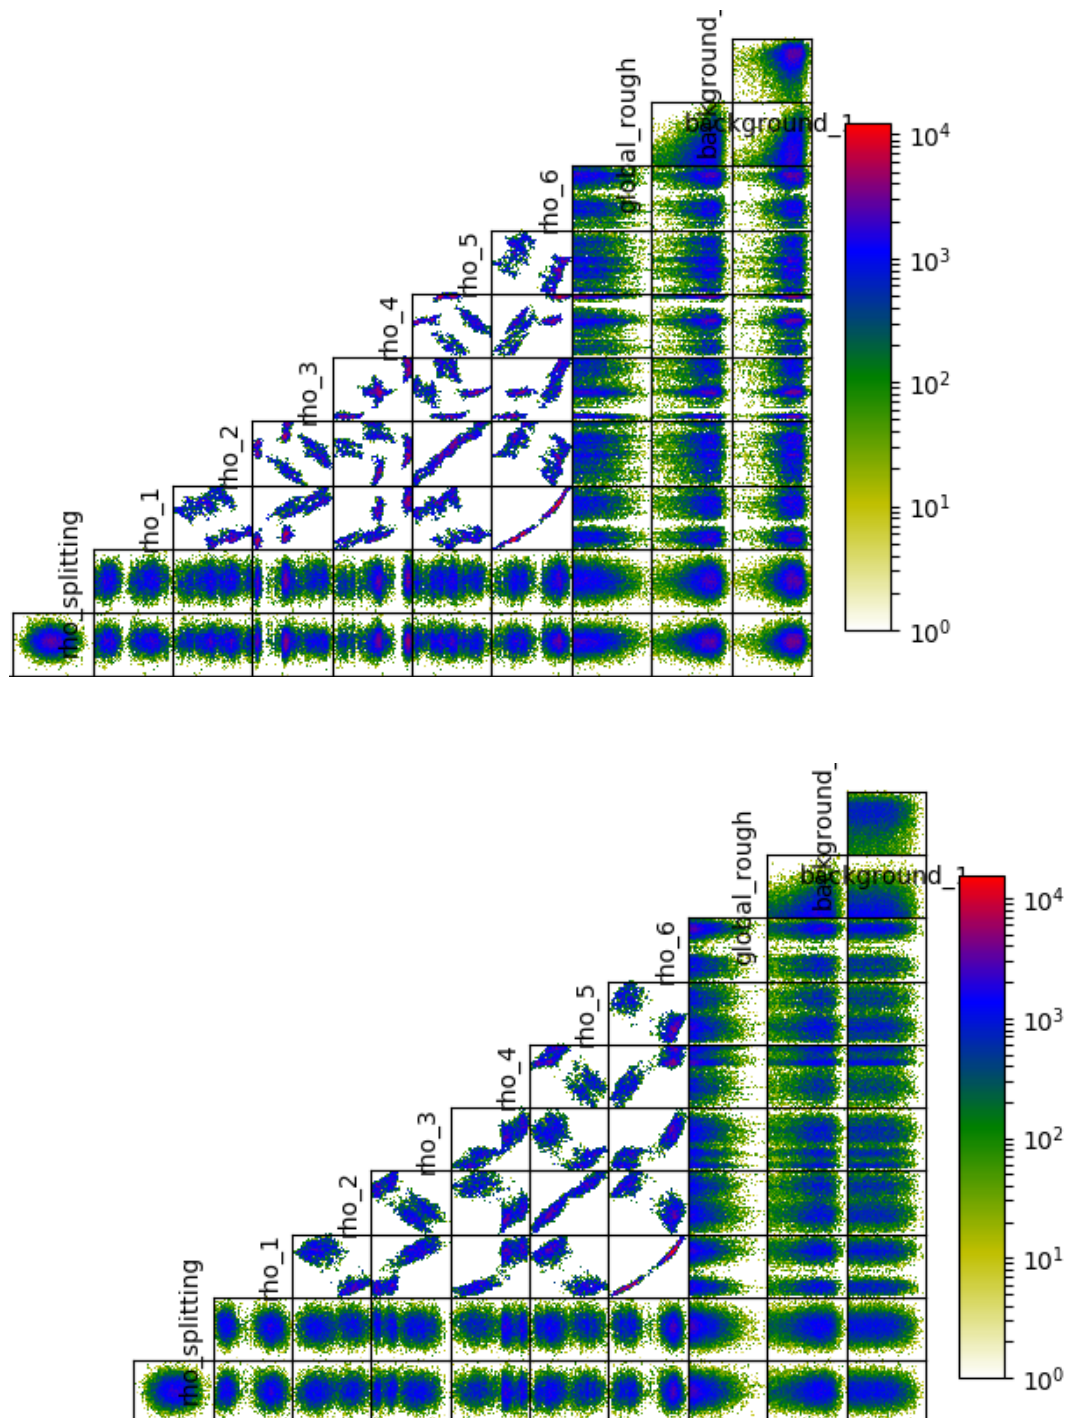 background_
background_1
global_rough
rho_6
rho_5
rho_4
rho_3
rho_2
rho_1
rho_splitting
10^4
10^3
10^2
10^1
10^0
background_
background_1
global_rough
rho_6
rho_5
rho_4
rho_3
rho_2
rho_1
rho_splitting
10^4
10^3
10^2
10^1
10^0